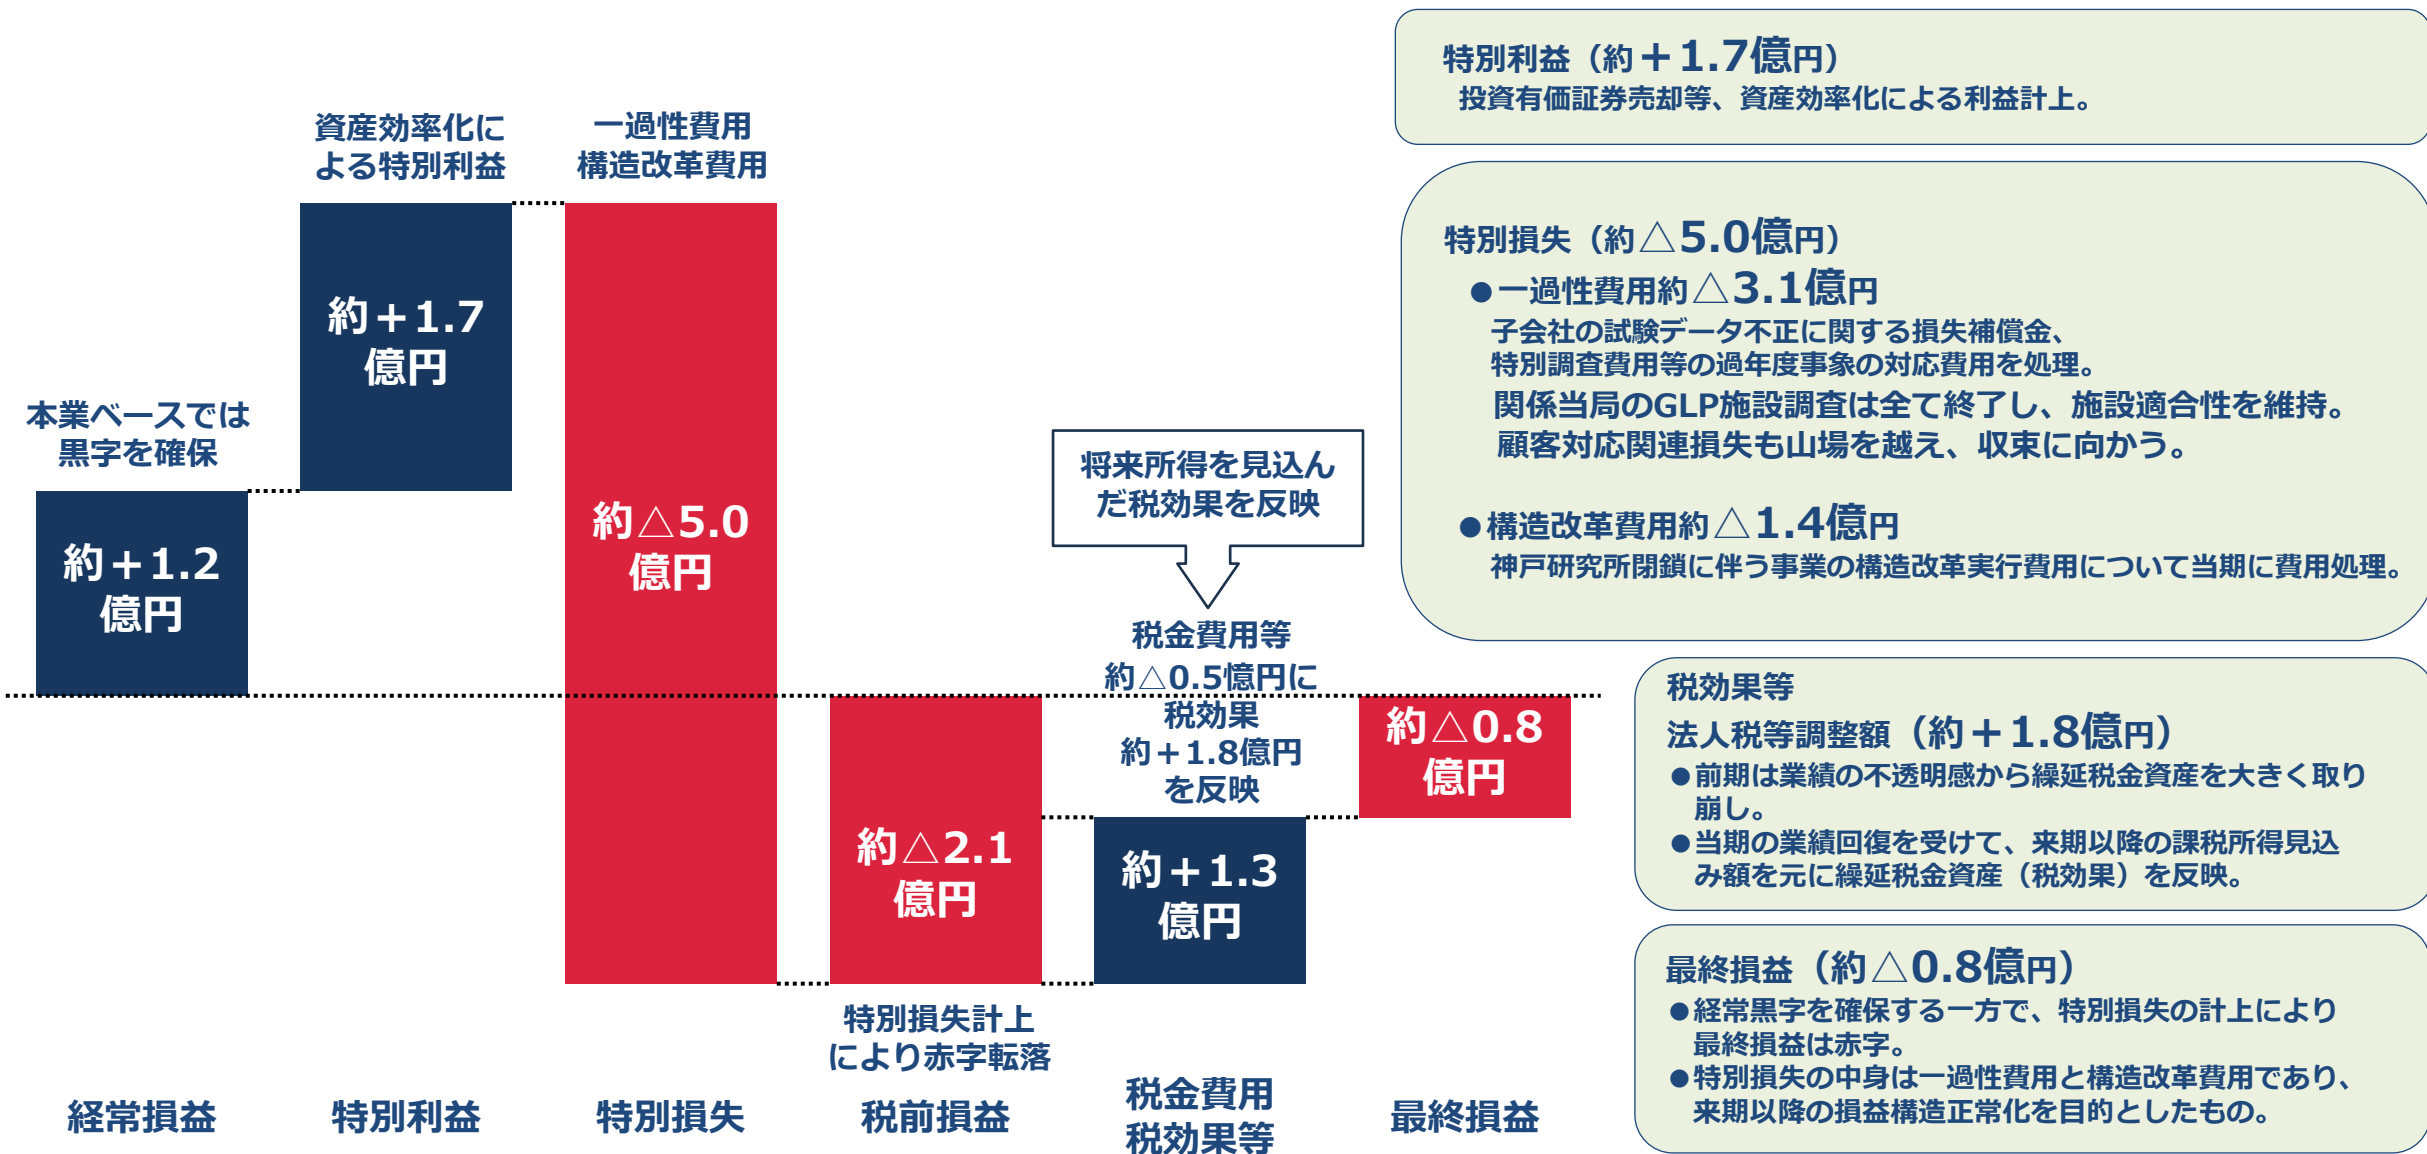 資産効率化に
よる特別利益
一過性費用
構造改革費用
本業ベースでは
黒字を確保
約＋1.2
億円
約＋1.7
億円
約△5.0
億円
約△2.1
億円
特別損失計上
により赤字転落
将来所得を見込ん
だ税効果を反映
税金費用等
約△0.5憶円に
税効果
約＋1.8億円
を反映
約＋1.3
億円
約△0.8
億円
経常損益
特別利益
特別損失
税前損益
税金費用
税効果等
最終損益
特別利益（約＋1.7億円）
投資有価証券売却等、資産効率化による利益計上。
特別損失（約△5.0億円）
●一過性費用約△3.1億円
子会社の試験データ不正に関する損失補償金、
特別調査費用等の過年度事象の対応費用を処理。
関係当局のGLP施設調査は全て終了し、施設適合性を維持。
顧客対応関連損失も山場を越え、収束に向かう。
●構造改革費用約△1.4億円
神戸研究所閉鎖に伴う事業の構造改革実行費用について当期に費用処理。
税効果等
法人税等調整額（約＋1.8億円）
●前期は業績の不透明感から繰延税金資産を大きく取り
崩し。
●当期の業績回復を受けて、来期以降の課税所得見込
み額を元に繰延税金資産（税効果）を反映。
最終損益（約△0.8億円）
●経常黒字を確保する一方で、特別損失の計上により
最終損益は赤字。
●特別損失の中身は一過性費用と構造改革費用であり、
来期以降の損益構造正常化を目的としたもの。